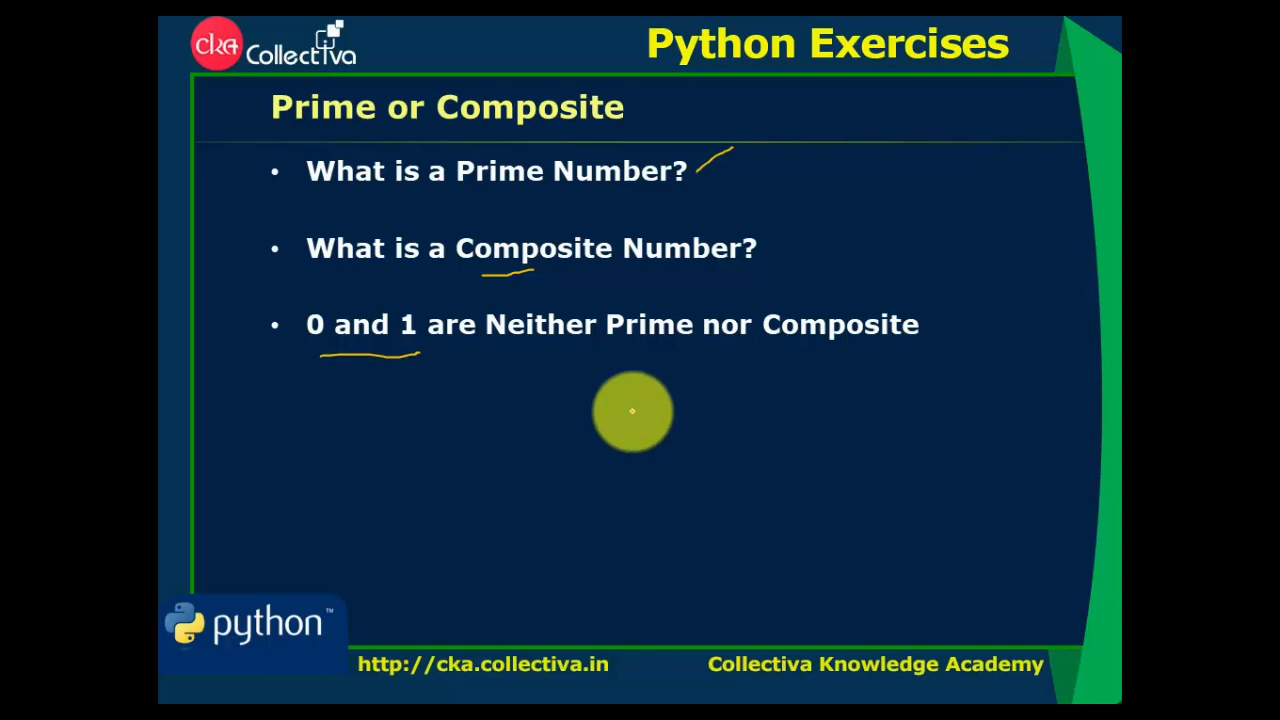 cka Collectiva
Python Exercises
Prime or Composite
• What is a Prime Number?
• What is a Composite Number?
• 0 and 1 are Neither Prime nor Composite
python™
http://cka.collectiva.in
Collectiva Knowledge Academy